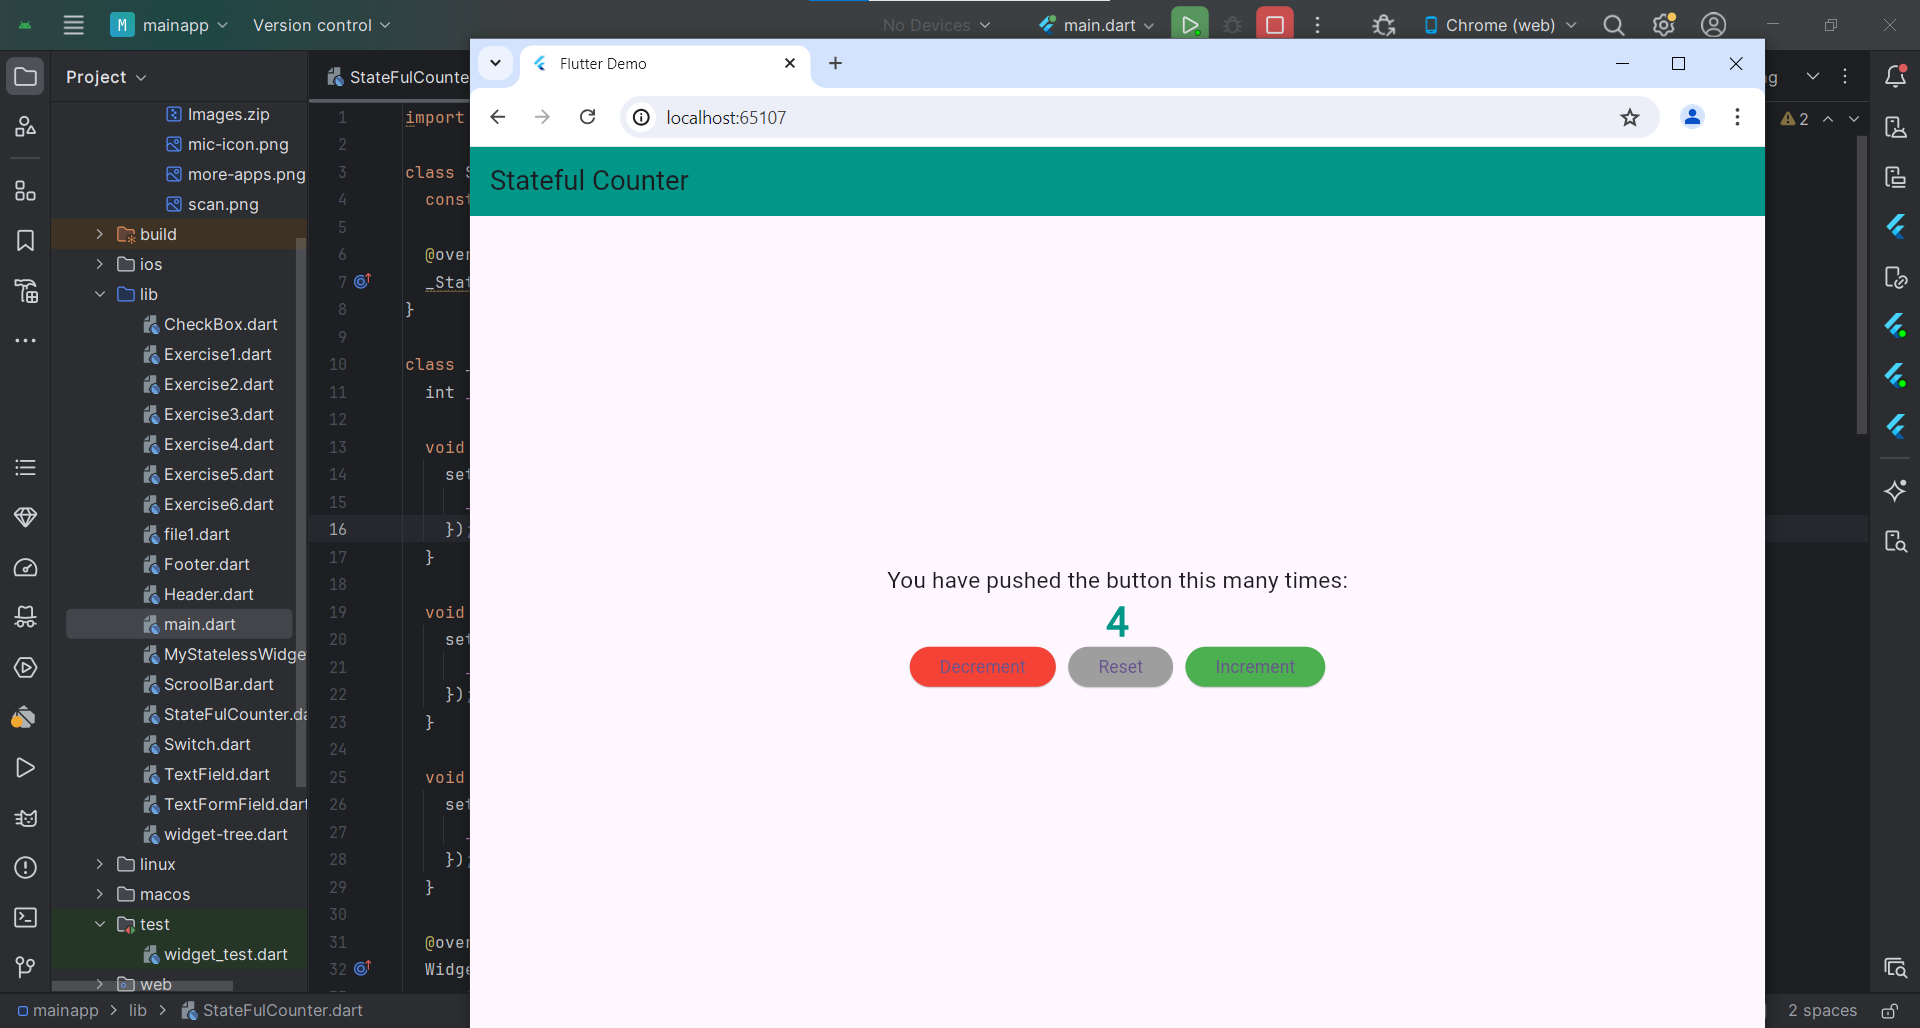 M mainapp Version control No Devices main.dart Chrome (web)
Project
StateFulCounte
Flutter Demo
localhost:65107
2
Images.zip
mic-icon.png
more-apps.png
scan.png
build
ios
lib
CheckBox.dart
Exercise1.dart
Exercise2.dart
Exercise3.dart
Exercise4.dart
Exercise5.dart
Exercise6.dart
file1.dart
Footer.dart
Header.dart
main.dart
MyStatelessWidge
ScroolBar.dart
StateFulCounter.da
Switch.dart
TextField.dart
TextFormField.dart
widget-tree.dart
linux
macos
test
widget_test.dart
web
1 import
2
3 class S
4 const
5
6 @over
7 _Stat
8 }
9
10 class _
11 int _
12
13 void
14 set
15 _
16 });
17 }
18
19 void
20 set
21 _
22 });
23 }
24
25 void
26 set
27 _
28 });
29 }
30
31 @over
32 Widge
Stateful Counter
You have pushed the button this many times:
4
Decrement Reset Increment
mainapp > lib > StateFulCounter.dart
2 spaces